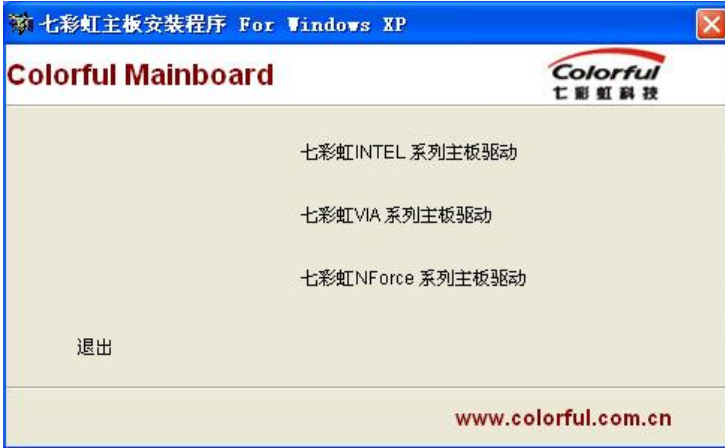 七彩虹主板安装程序 For Windows XP
Colorful Mainboard
Colorful
七彩虹科技
七彩虹INTEL 系列主板驱动
七彩虹VIA 系列主板驱动
七彩虹NForce 系列主板驱动
退出
www.colorful.com.cn